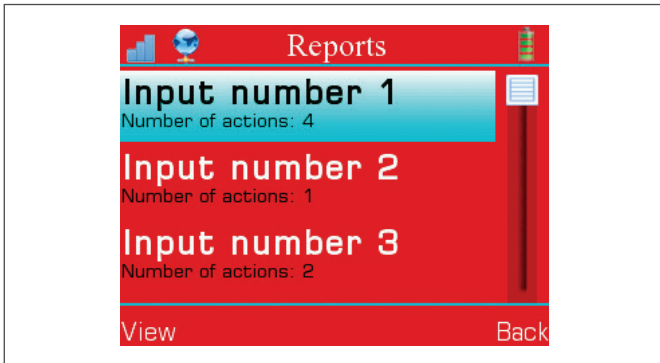 Reports
Input number 1
Number of actions: 4
Input number 2
Number of actions: 1
Input number 3
Number of actions: 2
View Back